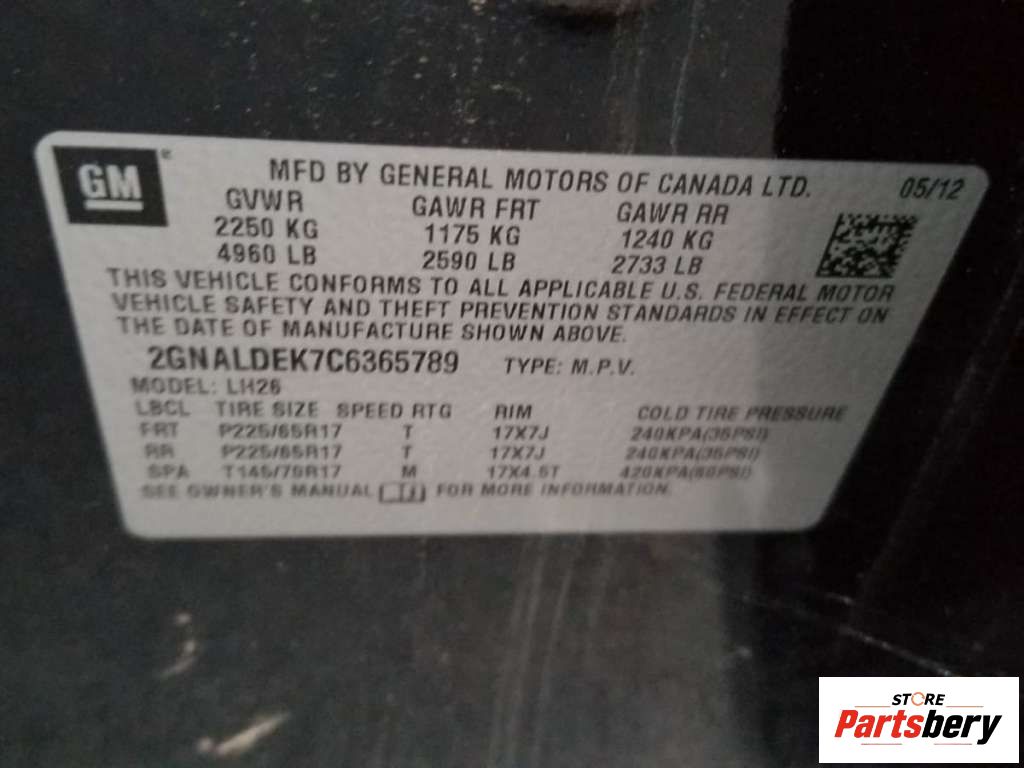 GM
MFD BY GENERAL MOTORS OF CANADA LTD. 05/12
GVWR GAWR FRT GAWR RR
2250 KG 1175 KG 1240 KG
4960 LB 2590 LB 2733 LB
THIS VEHICLE CONFORMS TO ALL APPLICABLE U.S. FEDERAL MOTOR
VEHICLE SAFETY AND THEFT PREVENTION STANDARDS IN EFFECT ON
THE DATE OF MANUFACTURE SHOWN ABOVE.
2GNALDEK7C6365789 TYPE: M.P.V.
MODEL: LH26
LBCL TIRE SIZE SPEED RTG RIM COLD TIRE PRESSURE
FRT P225/65R17 T 17X7J 240KPA(35PSI)
RR P225/65R17 T 17X7J 240KPA(35PSI)
SPA T145/70R17 M 17X4.5T 420KPA(60PSI)
SEE OWNER'S MANUAL FOR MORE INFORMATION.
STORE
Partsbery